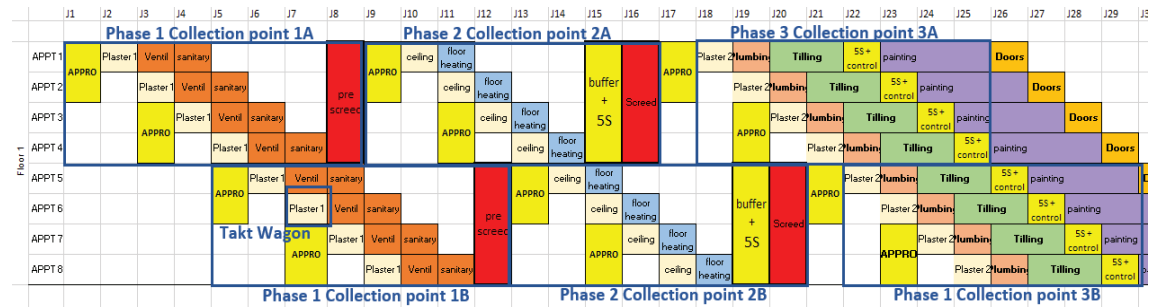 J1 J2 J3 J4 J5 J6 J7 J8 J9 J10 J11 J12 J13 J14 J15 J16 J17 J18 J19 J20 J21 J22 J23 J24 J25 J26 J27 J28 J29
Phase 1 Collection point 1A Phase 2 Collection point 2A Phase 3 Collection point 3A
Floor 1
APPT 1 APPRO Plaster 1 Ventil sanitary pre screed APPRO ceiling floor heating buffer + 5S Screed APPRO Plaster 2 lumbing Tilling 5S + control painting Doors
APPT 2 Plaster 1 Ventil sanitary ceiling floor heating Plaster 2 lumbing Tilling 5S + control painting Doors
APPT 3 APPRO Plaster 1 Ventil sanitary APPRO ceiling floor heating APPRO Plaster 2 lumbing Tilling 5S + control painting Doors
APPT 4 Plaster 1 Ventil sanitary ceiling floor heating Plaster 2 lumbing Tilling 5S + control painting Doors
APPT 5 APPRO Plaster 1 Ventil sanitary pre screed APPRO ceiling floor heating buffer + 5S Screed APPRO Plaster 2 lumbing Tilling 5S + control painting
APPT 6 Plaster 1 Ventil sanitary ceiling floor heating Plaster 2 lumbing Tilling 5S + control painting
Takt Wagon
APPT 7 APPRO Plaster 1 Ventil sanitary APPRO ceiling floor heating APPRO Plaster 2 lumbing Tilling 5S + control painting
APPT 8 Plaster 1 Ventil sanitary ceiling floor heating Plaster 2 lumbing Tilling 5S + control
Phase 1 Collection point 1B Phase 2 Collection point 2B Phase 1 Collection point 3B